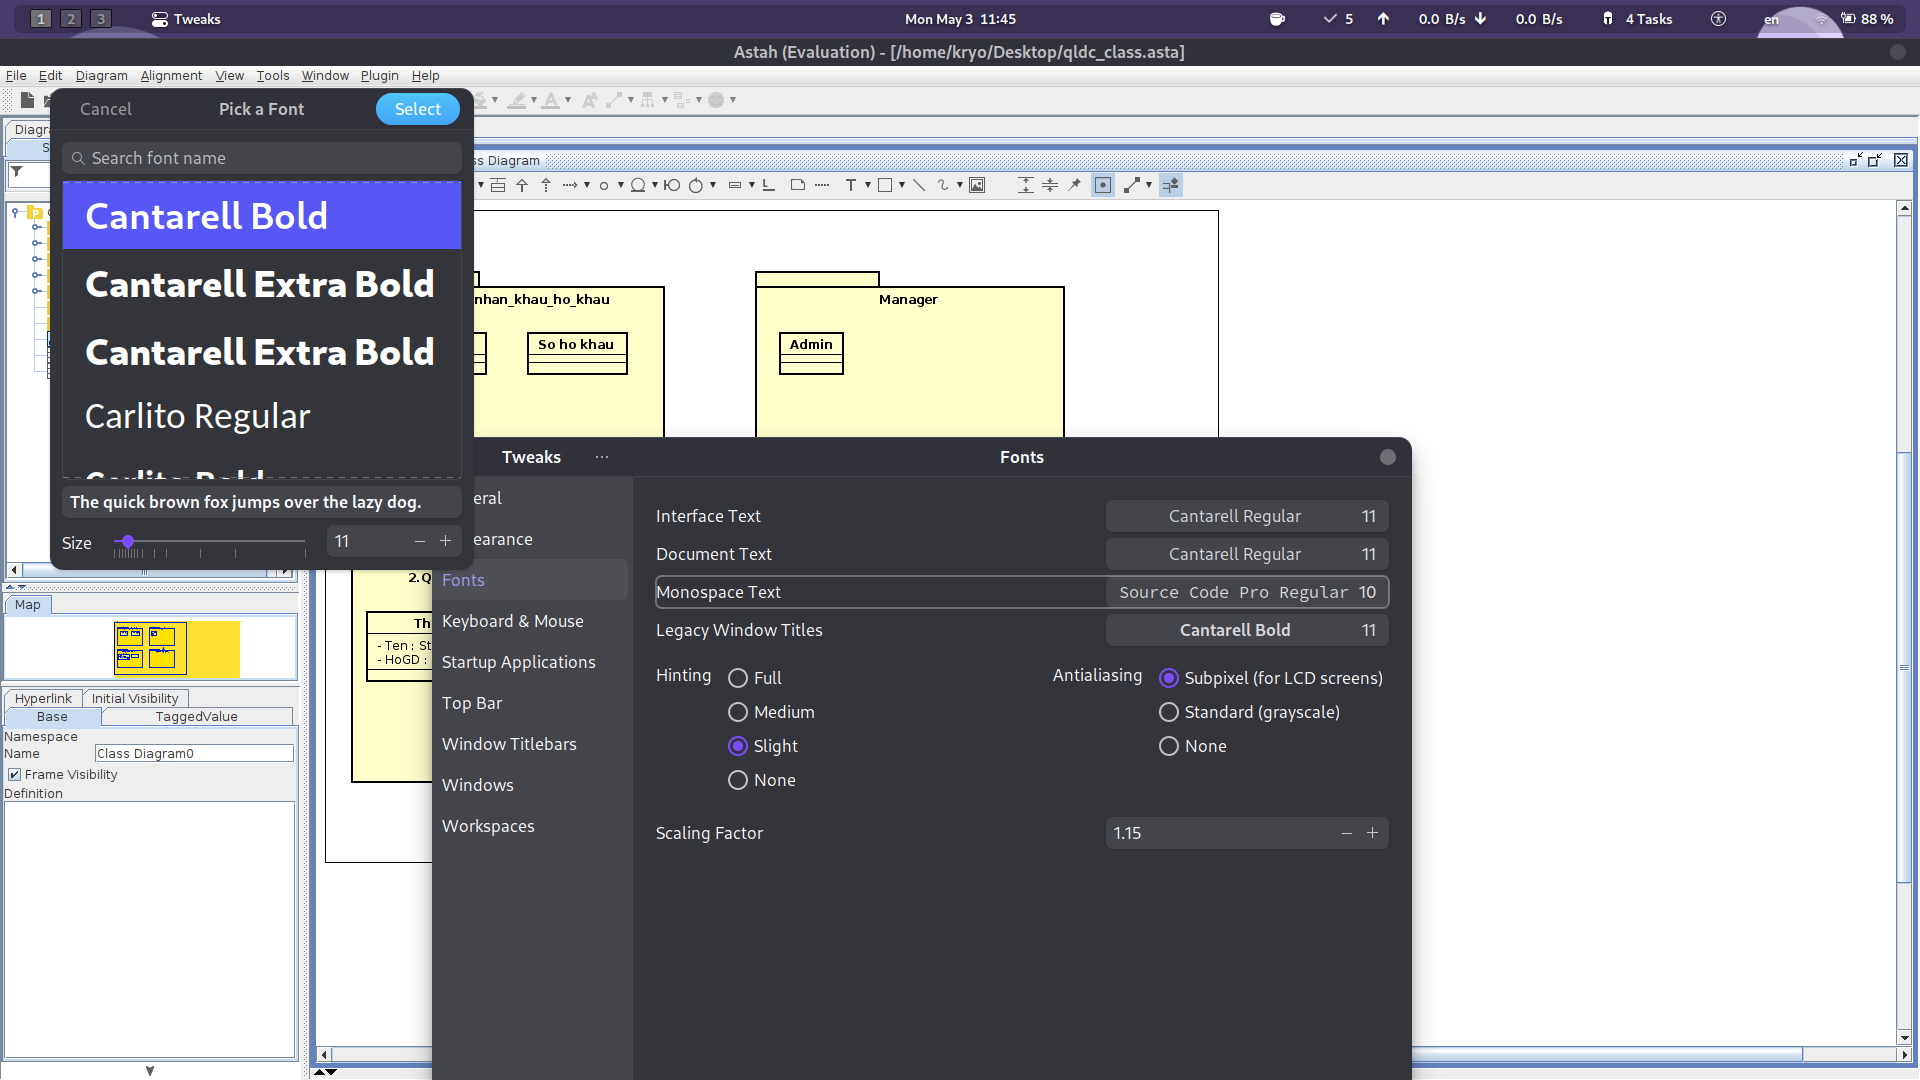 1 2 3 Tweaks Mon May 3 11:45 5 0.0 B/s 0.0 B/s 4 Tasks en 88 %
Astah (Evaluation) - [/home/kryo/Desktop/qldc_class.asta]
File Edit Diagram Alignment View Tools Window Plugin Help
Cancel Pick a Font Select
Search font name
Cantarell Bold
Cantarell Extra Bold
Cantarell Extra Bold
Carlito Regular
Carlito Bold
The quick brown fox jumps over the lazy dog.
Size 11
Diagram
nhan_khau_ho_khau
So ho khau
Manager
Admin
Tweaks
Fonts
Fonts
Keyboard & Mouse
Startup Applications
Top Bar
Window Titlebars
Windows
Workspaces
Interface Text Cantarell Regular 11
Document Text Cantarell Regular 11
Monospace Text Source Code Pro Regular 10
Legacy Window Titles Cantarell Bold 11
Hinting Full
Medium
Slight
None
Antialiasing Subpixel (for LCD screens)
Standard (grayscale)
None
Scaling Factor 1.15
2.Q
Th
- Ten : St
- HoGD :
Map
Hyperlink Initial Visibility
Base TaggedValue
Namespace
Name Class Diagram0
Frame Visibility
Definition